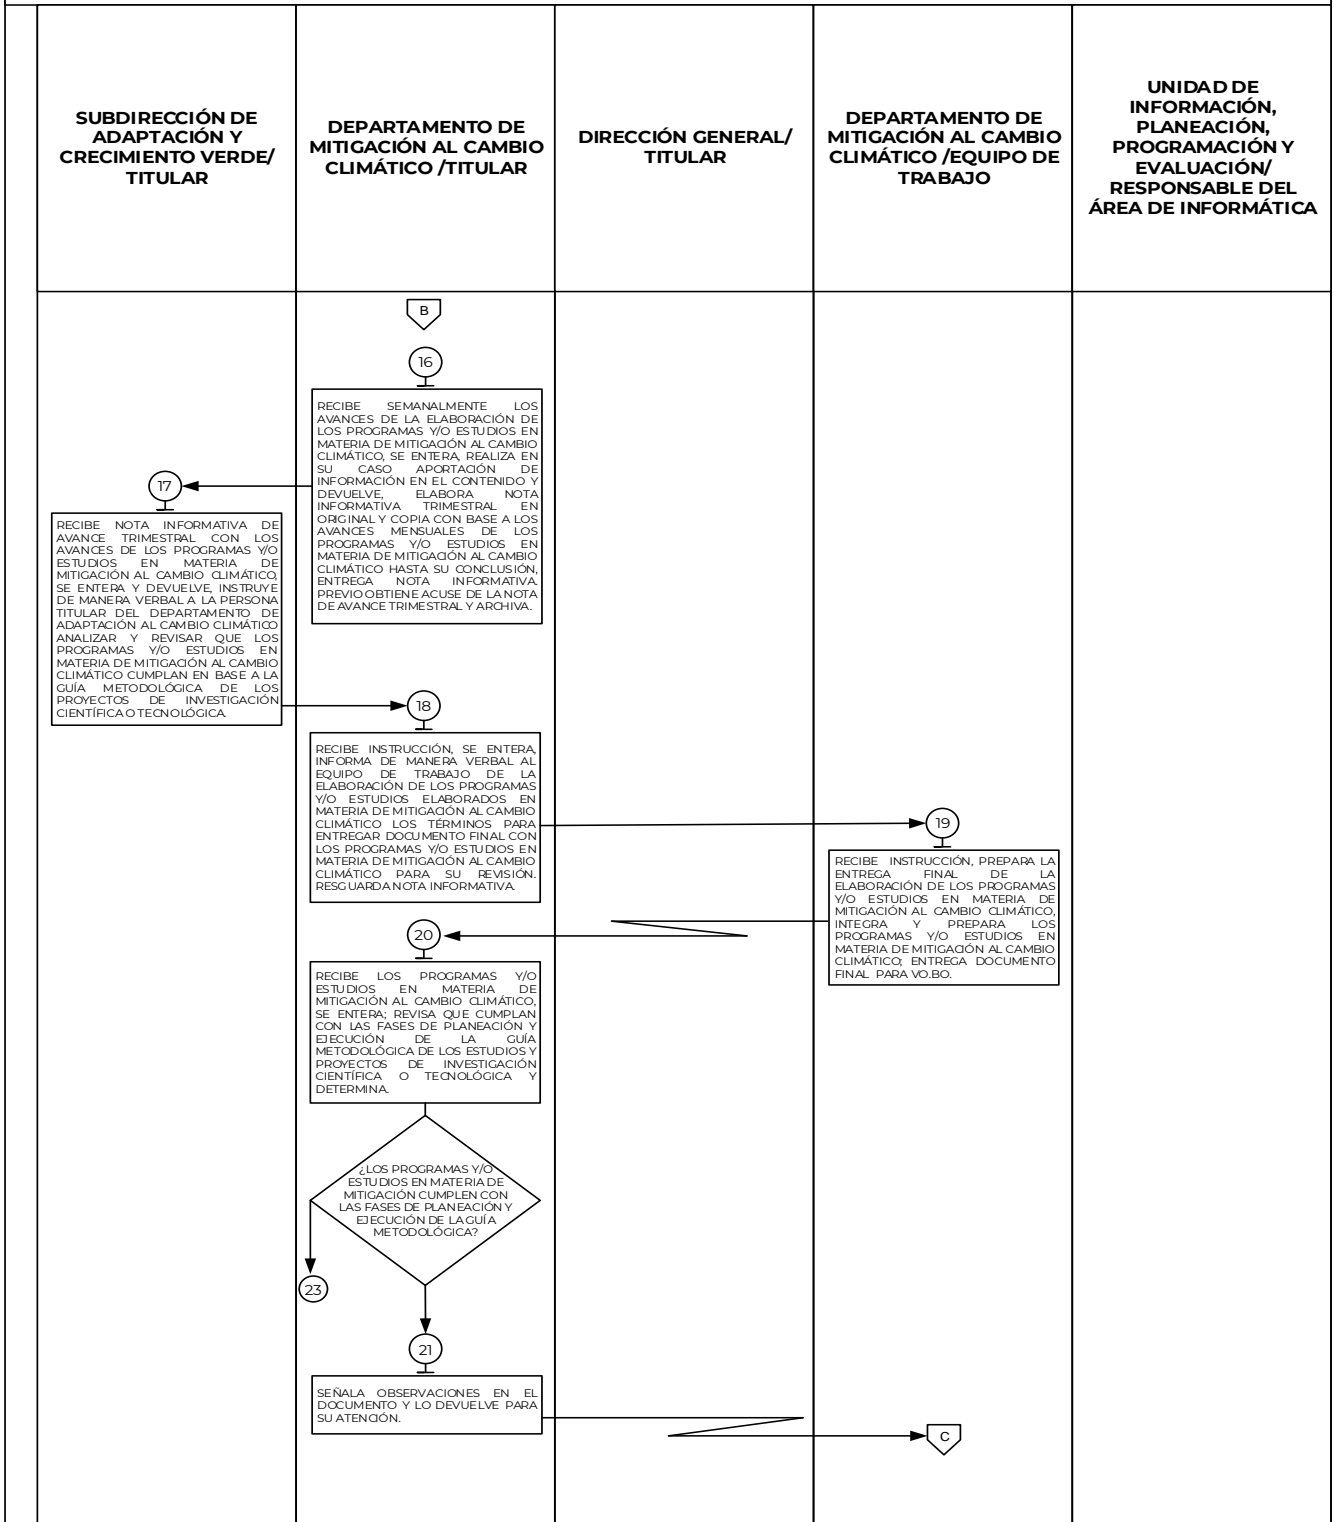 SUBDIRECCIÓN DE
ADAPTACIÓN Y
CRECIMIENTO VERDE/
TITULAR
DEPARTAMENTO DE
MITIGACIÓN AL CAMBIO
CLIMÁTICO /TITULAR
DIRECCIÓN GENERAL/
TITULAR
DEPARTAMENTO DE
MITIGACIÓN AL CAMBIO
CLIMÁTICO /EQUIPO DE
TRABAJO
UNIDAD DE
INFORMACIÓN,
PLANEACIÓN,
PROGRAMACIÓN Y
EVALUACIÓN/
RESPONSABLE DEL
ÁREA DE INFORMÁTICA
B
16
RECIBE SEMANALMENTE LOS
AVANCES DE LA ELABORACIÓN DE
LOS PROGRAMAS Y/O ESTUDIOS EN
MATERIA DE MITIGACIÓN AL CAMBIO
CLIMÁTICO, SE ENTERA, REALIZA EN
SU CASO APORTACIÓN DE
INFORMACIÓN EN EL CONTENIDO Y
DEVUELVE, ELABORA NOTA
INFORMATIVA TRIMESTRAL EN
ORIGINAL Y COPIA CON BASE A LOS
AVANCES MENSUALES DE LOS
PROGRAMAS Y/O ESTUDIOS EN
MATERIA DE MITIGACIÓN AL CAMBIO
CLIMÁTICO HASTA SU CONCLUSIÓN,
ENTREGA NOTA INFORMATIVA.
PREVIO OBTIENE ACUSE DE LA NOTA
DE AVANCE TRIMESTRAL Y ARCHIVA.
17
RECIBE NOTA INFORMATIVA DE
AVANCE TRIMESTRAL CON LOS
AVANCES DE LOS PROGRAMAS Y/O
ESTUDIOS EN MATERIA DE
MITIGACIÓN AL CAMBIO CLIMÁTICO,
SE ENTERA Y DEVUELVE, INSTRUYE
DE MANERA VERBAL A LA PERSONA
TITULAR DEL DEPARTAMENTO DE
ADAPTACIÓN AL CAMBIO CLIMÁTICO
ANALIZAR Y REVISAR QUE LOS
PROGRAMAS Y/O ESTUDIOS EN
MATERIA DE MITIGACIÓN AL CAMBIO
CLIMÁTICO CUMPLAN EN BASE A LA
GUÍA METODOLÓGICA DE LOS
PROYECTOS DE INVESTIGACIÓN
CIENTÍFICA O TECNOLÓGICA.
18
RECIBE INSTRUCCIÓN, SE ENTERA,
INFORMA DE MANERA VERBAL AL
EQUIPO DE TRABAJO DE LA
ELABORACIÓN DE LOS PROGRAMAS
Y/O ESTUDIOS ELABORADOS EN
MATERIA DE MITIGACIÓN AL CAMBIO
CLIMÁTICO LOS TÉRMINOS PARA
ENTREGAR DOCUMENTO FINAL CON
LOS PROGRAMAS Y/O ESTUDIOS EN
MATERIA DE MITIGACIÓN AL CAMBIO
CLIMÁTICO PARA SU REVISIÓN.
RESGUARDA NOTA INFORMATIVA.
19
RECIBE INSTRUCCIÓN, PREPARA LA
ENTREGA FINAL DE LA
ELABORACIÓN DE LOS PROGRAMAS
Y/O ESTUDIOS EN MATERIA DE
MITIGACIÓN AL CAMBIO CLIMÁTICO,
INTEGRA Y PREPARA LOS
PROGRAMAS Y/O ESTUDIOS EN
MATERIA DE MITIGACIÓN AL CAMBIO
CLIMÁTICO; ENTREGA DOCUMENTO
FINAL PARA VO.BO.
20
RECIBE LOS PROGRAMAS Y/O
ESTUDIOS EN MATERIA DE
MITIGACIÓN AL CAMBIO CLIMÁTICO,
SE ENTERA; REVISA QUE CUMPLAN
CON LAS FASES DE PLANEACIÓN Y
EJECUCIÓN DE LA GUÍA
METODOLÓGICA DE LOS ESTUDIOS Y
PROYECTOS DE INVESTIGACIÓN
CIENTÍFICA O TECNOLÓGICA Y
DETERMINA.
¿LOS PROGRAMAS Y/O
ESTUDIOS EN MATERIA DE
MITIGACIÓN CUMPLEN CON
LAS FASES DE PLANEACIÓN Y
EJECUCIÓN DE LA GUÍA
METODOLÓGICA?
23
21
SEÑALA OBSERVACIONES EN EL
DOCUMENTO Y LO DEVUELVE PARA
SU ATENCIÓN.
C